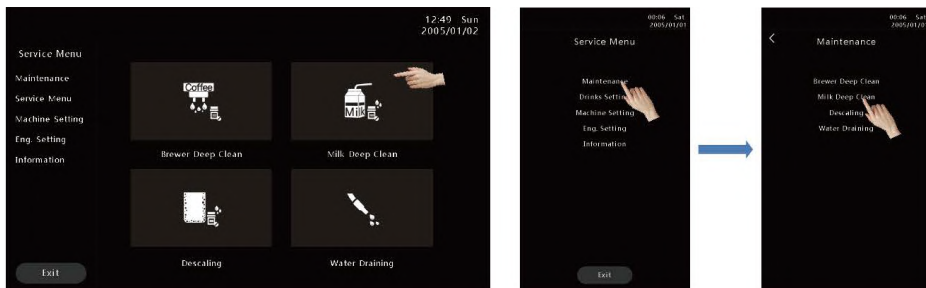 12:49 Sun
2005/01/02
Service Menu
Maintenance
Service Menu
Machine Setting
Eng. Setting
Information
Exit
Coffee
Brewer Deep Clean
Milk
Milk Deep Clean
Descaling
Water Draining
00:06 Sat
2005/01/01
Service Menu
Maintenance
Drinks Setting
Machine Setting
Eng. Setting
Information
Exit
00:06 Sat
2005/01/01
Maintenance
Brewer Deep Clean
Milk Deep Clean
Descaling
Water Draining